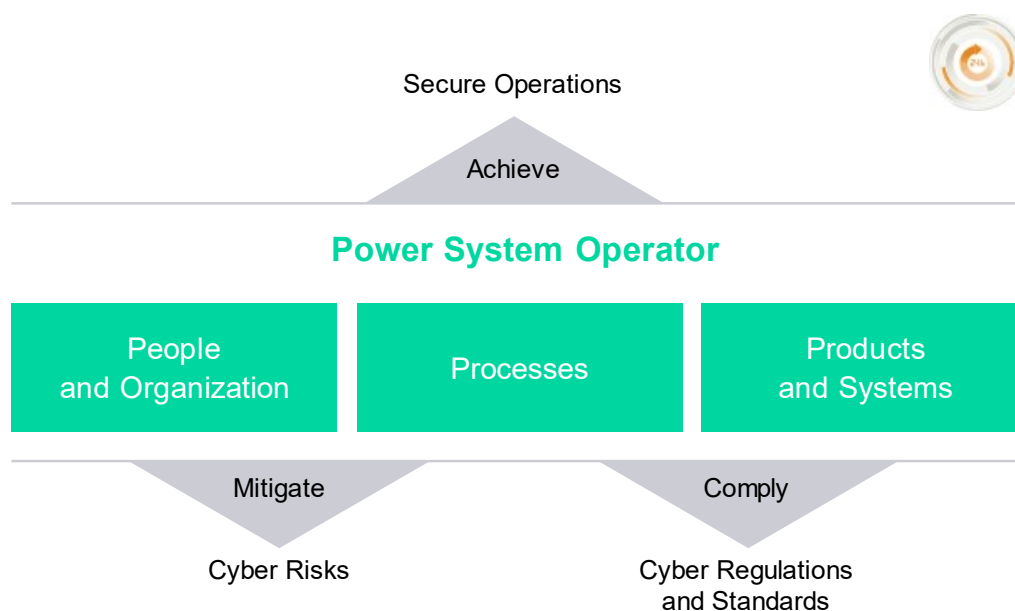 Secure Operations
Achieve
Power System Operator
People
and Organization
Processes
Products
and Systems
Mitigate
Comply
Cyber Risks
Cyber Regulations
and Standards